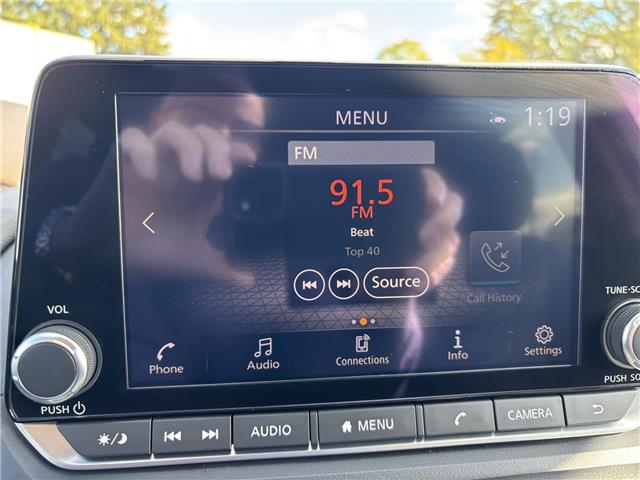 MENU
1:19
FM
91.5
FM
Beat
Top 40
Source
Call History
Phone
Audio
Connections
Info
Settings
VOL
PUSH
TUNE·SC
PUSH SO
AUDIO
MENU
CAMERA